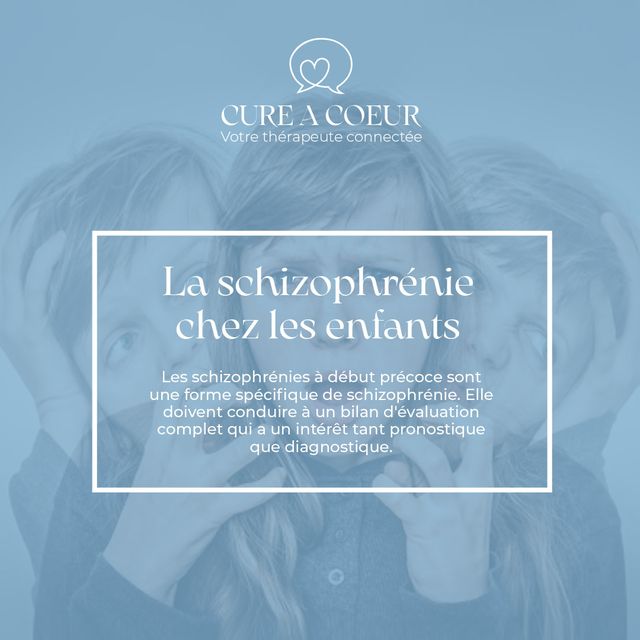 CURE A COEUR
Votre thérapeute connectée
La schizophrénie
chez les enfants
Les schizophrénies à début précoce sont
une forme spécifique de schizophrénie. Elle
doivent conduire à un bilan d'évaluation
complet qui a un intérêt tant pronostique
que diagnostique.